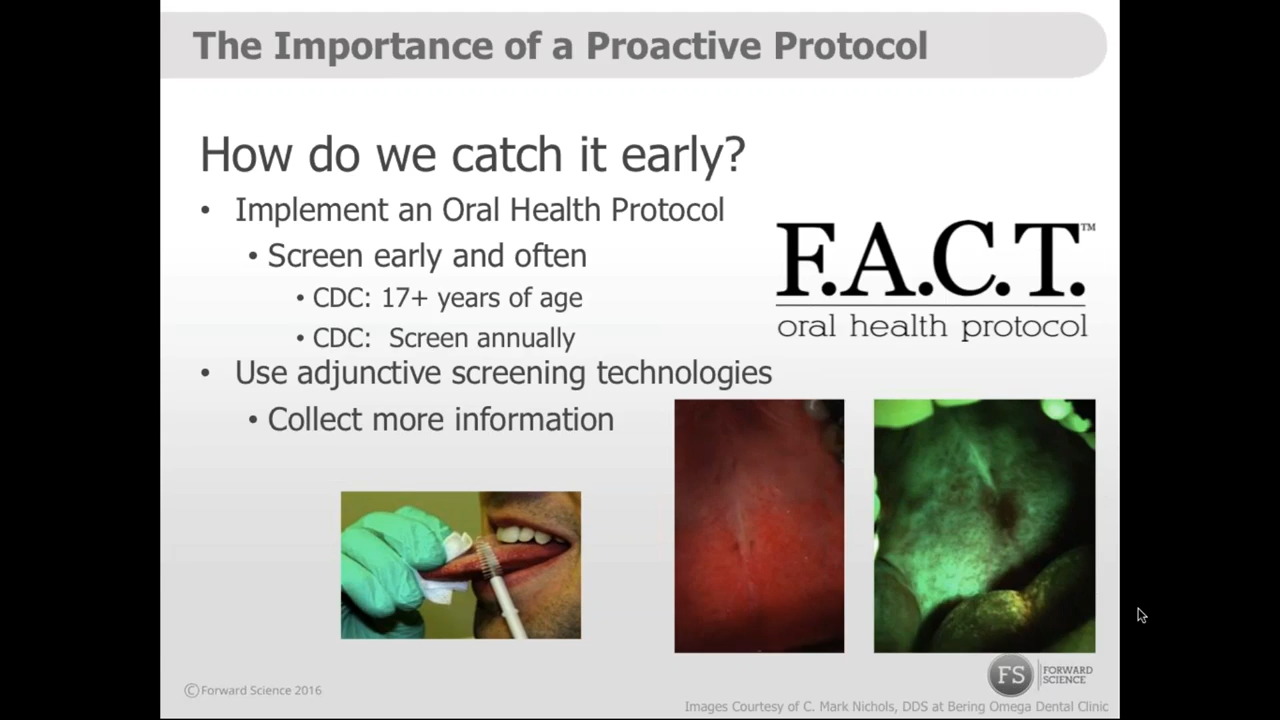 The Importance of a Proactive Protocol
How do we catch it early?
• Implement an Oral Health Protocol
• Screen early and often
• CDC: 17+ years of age
• CDC: Screen annually
• Use adjunctive screening technologies
• Collect more information
F.A.C.T.™
oral health protocol
FS FORWARD
SCIENCE
©Forward Science 2016
Images Courtesy of C. Mark Nichols, DDS at Bering Omega Dental Clinic